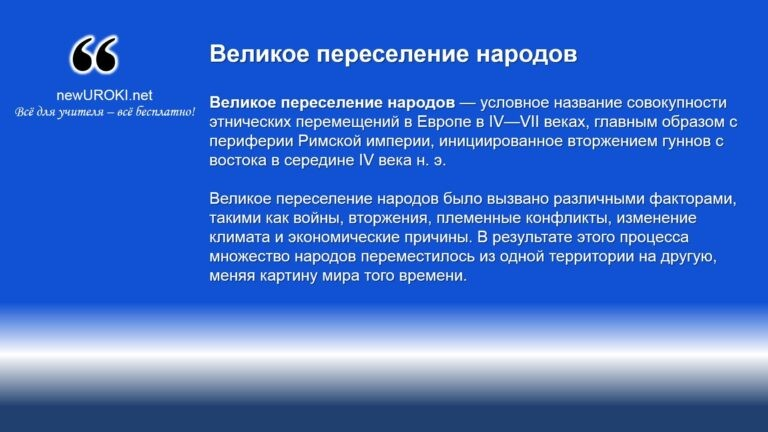 newUROKI.net
Всё для учителя – всё бесплатно!
Великое переселение народов
Великое переселение народов — условное название совокупности
этнических перемещений в Европе в IV—VII веках, главным образом с
периферии Римской империи, инициированное вторжением гуннов с
востока в середине IV века н. э.
Великое переселение народов было вызвано различными факторами,
такими как войны, вторжения, племенные конфликты, изменение
климата и экономические причины. В результате этого процесса
множество народов переместилось из одной территории на другую,
меняя картину мира того времени.